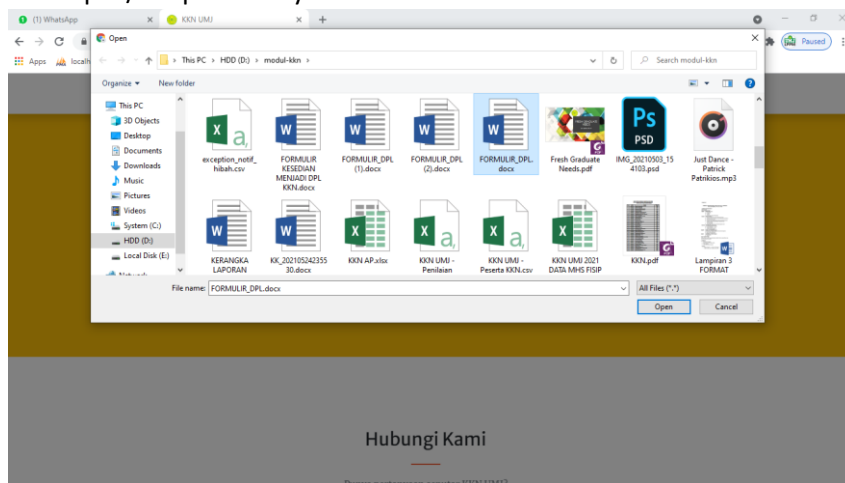 (1) WhatsApp
KKN UMJ
Paused
Apps
localh
Open
This PC > HDD (D:) > modul-kkn >
Search modul-kkn
Organize
New folder
This PC
3D Objects
Desktop
Documents
Downloads
Music
Pictures
Videos
System (C:)
HDD (D:)
Local Disk (E:)
Network
exception_notif_
hibah.csv
FORMULIR
KESEDIAN
MENJADI DPL
KKN.docx
FORMULIR_DPL
(1).docx
FORMULIR_DPL
(2).docx
FORMULIR_DPL.
docx
Fresh Graduate
Needs.pdf
Ps
PSD
IMG_20210503_15
4103.psd
Just Dance -
Patrick
Patrikios.mp3
KERANGKA
LAPORAN
KK_202105242355
30.docx
KKN AP.xlsx
KKN UMJ -
Penilaian
KKN UMJ -
Peserta KKN.csv
KKN UMJ 2021
DATA MHS FISIP
KKN.pdf
Lampiran 3
FORMAT
File name:
FORMULIR_DPL.docx
All Files (*.*)
Open
Cancel
Hubungi Kami